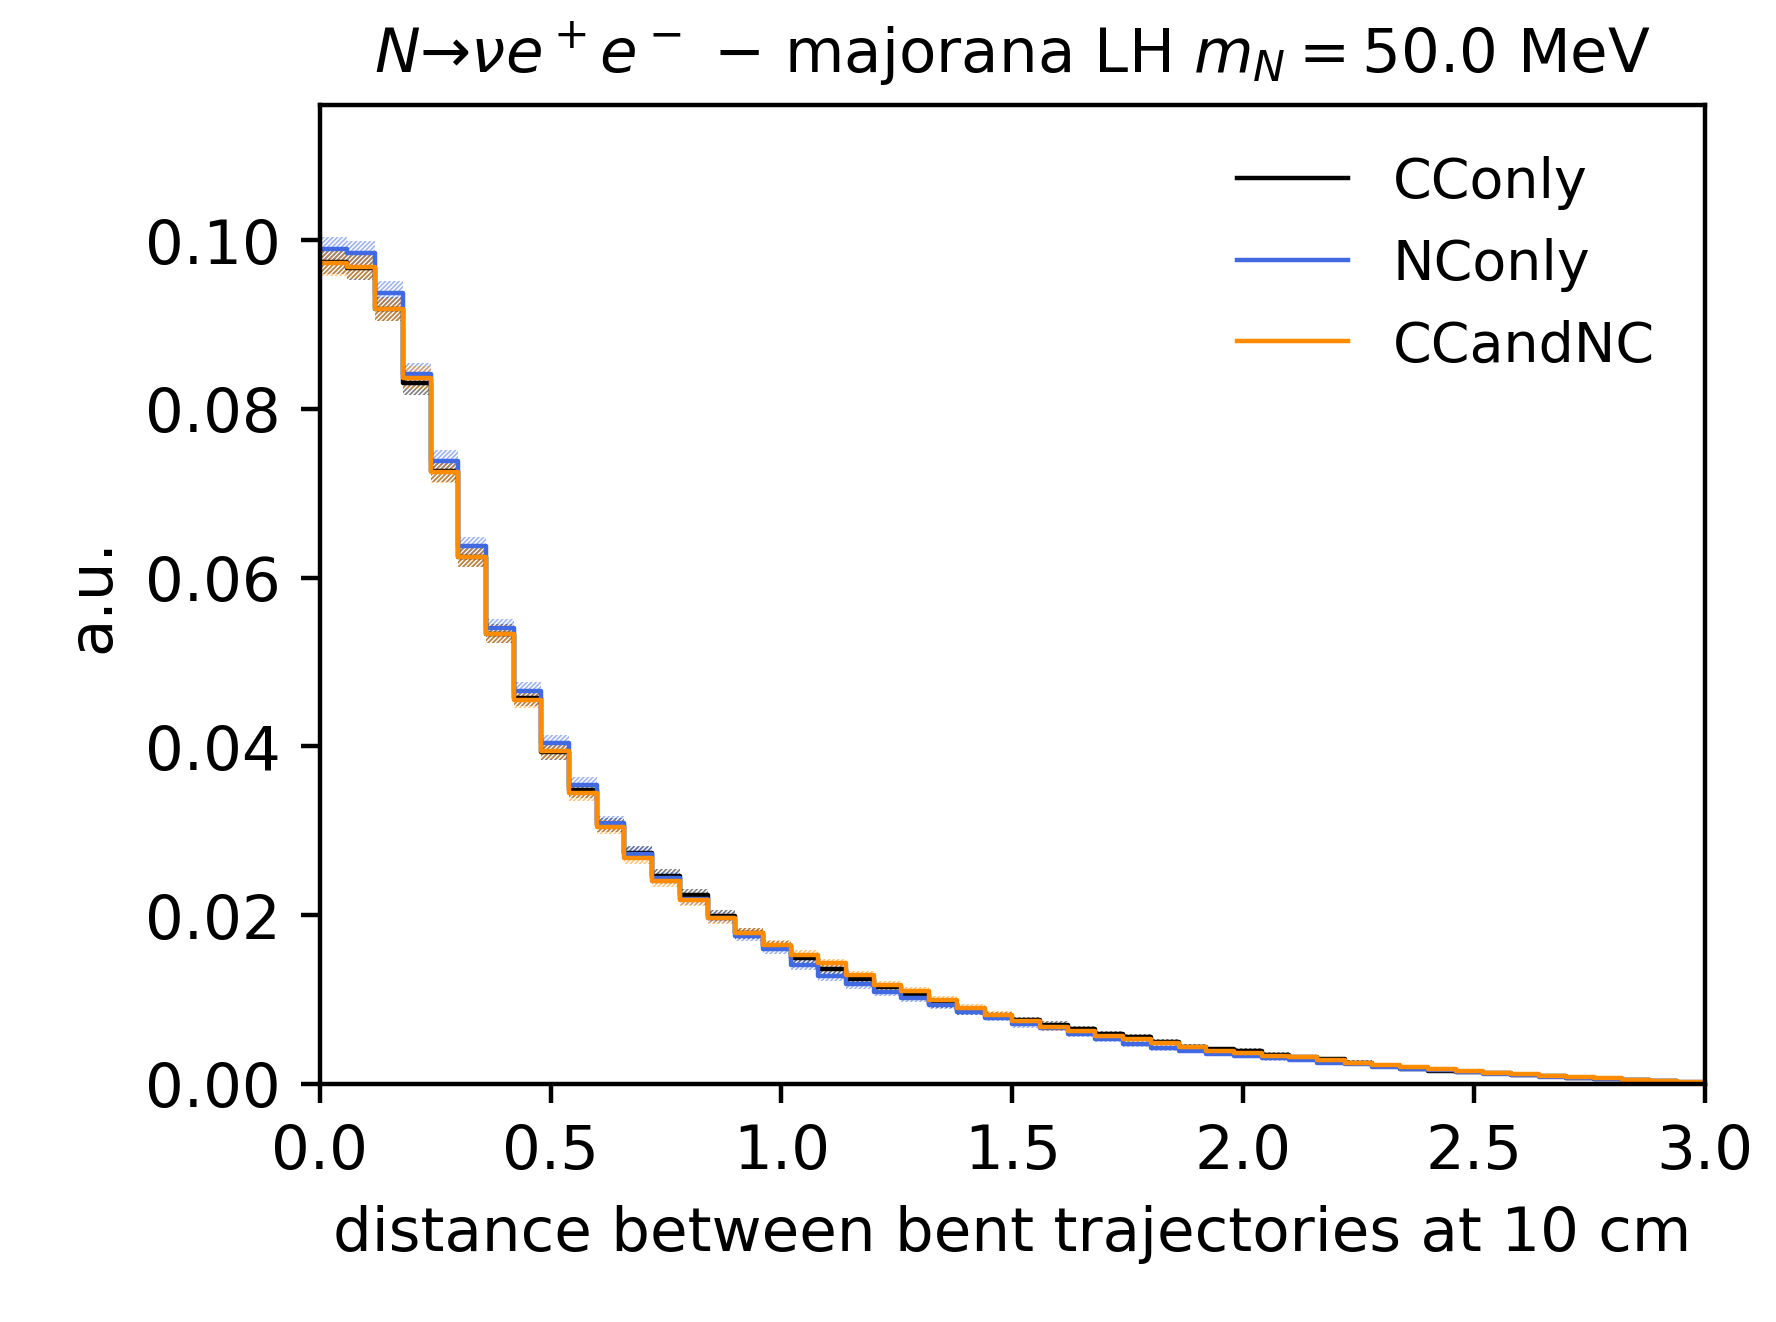 N→νe⁺e⁻ − majorana LH m_N = 50.0 MeV
CConly
NConly
CCandNC
0.10
0.08
0.06
0.04
0.02
0.00
a.u.
0.0 0.5 1.0 1.5 2.0 2.5 3.0
distance between bent trajectories at 10 cm